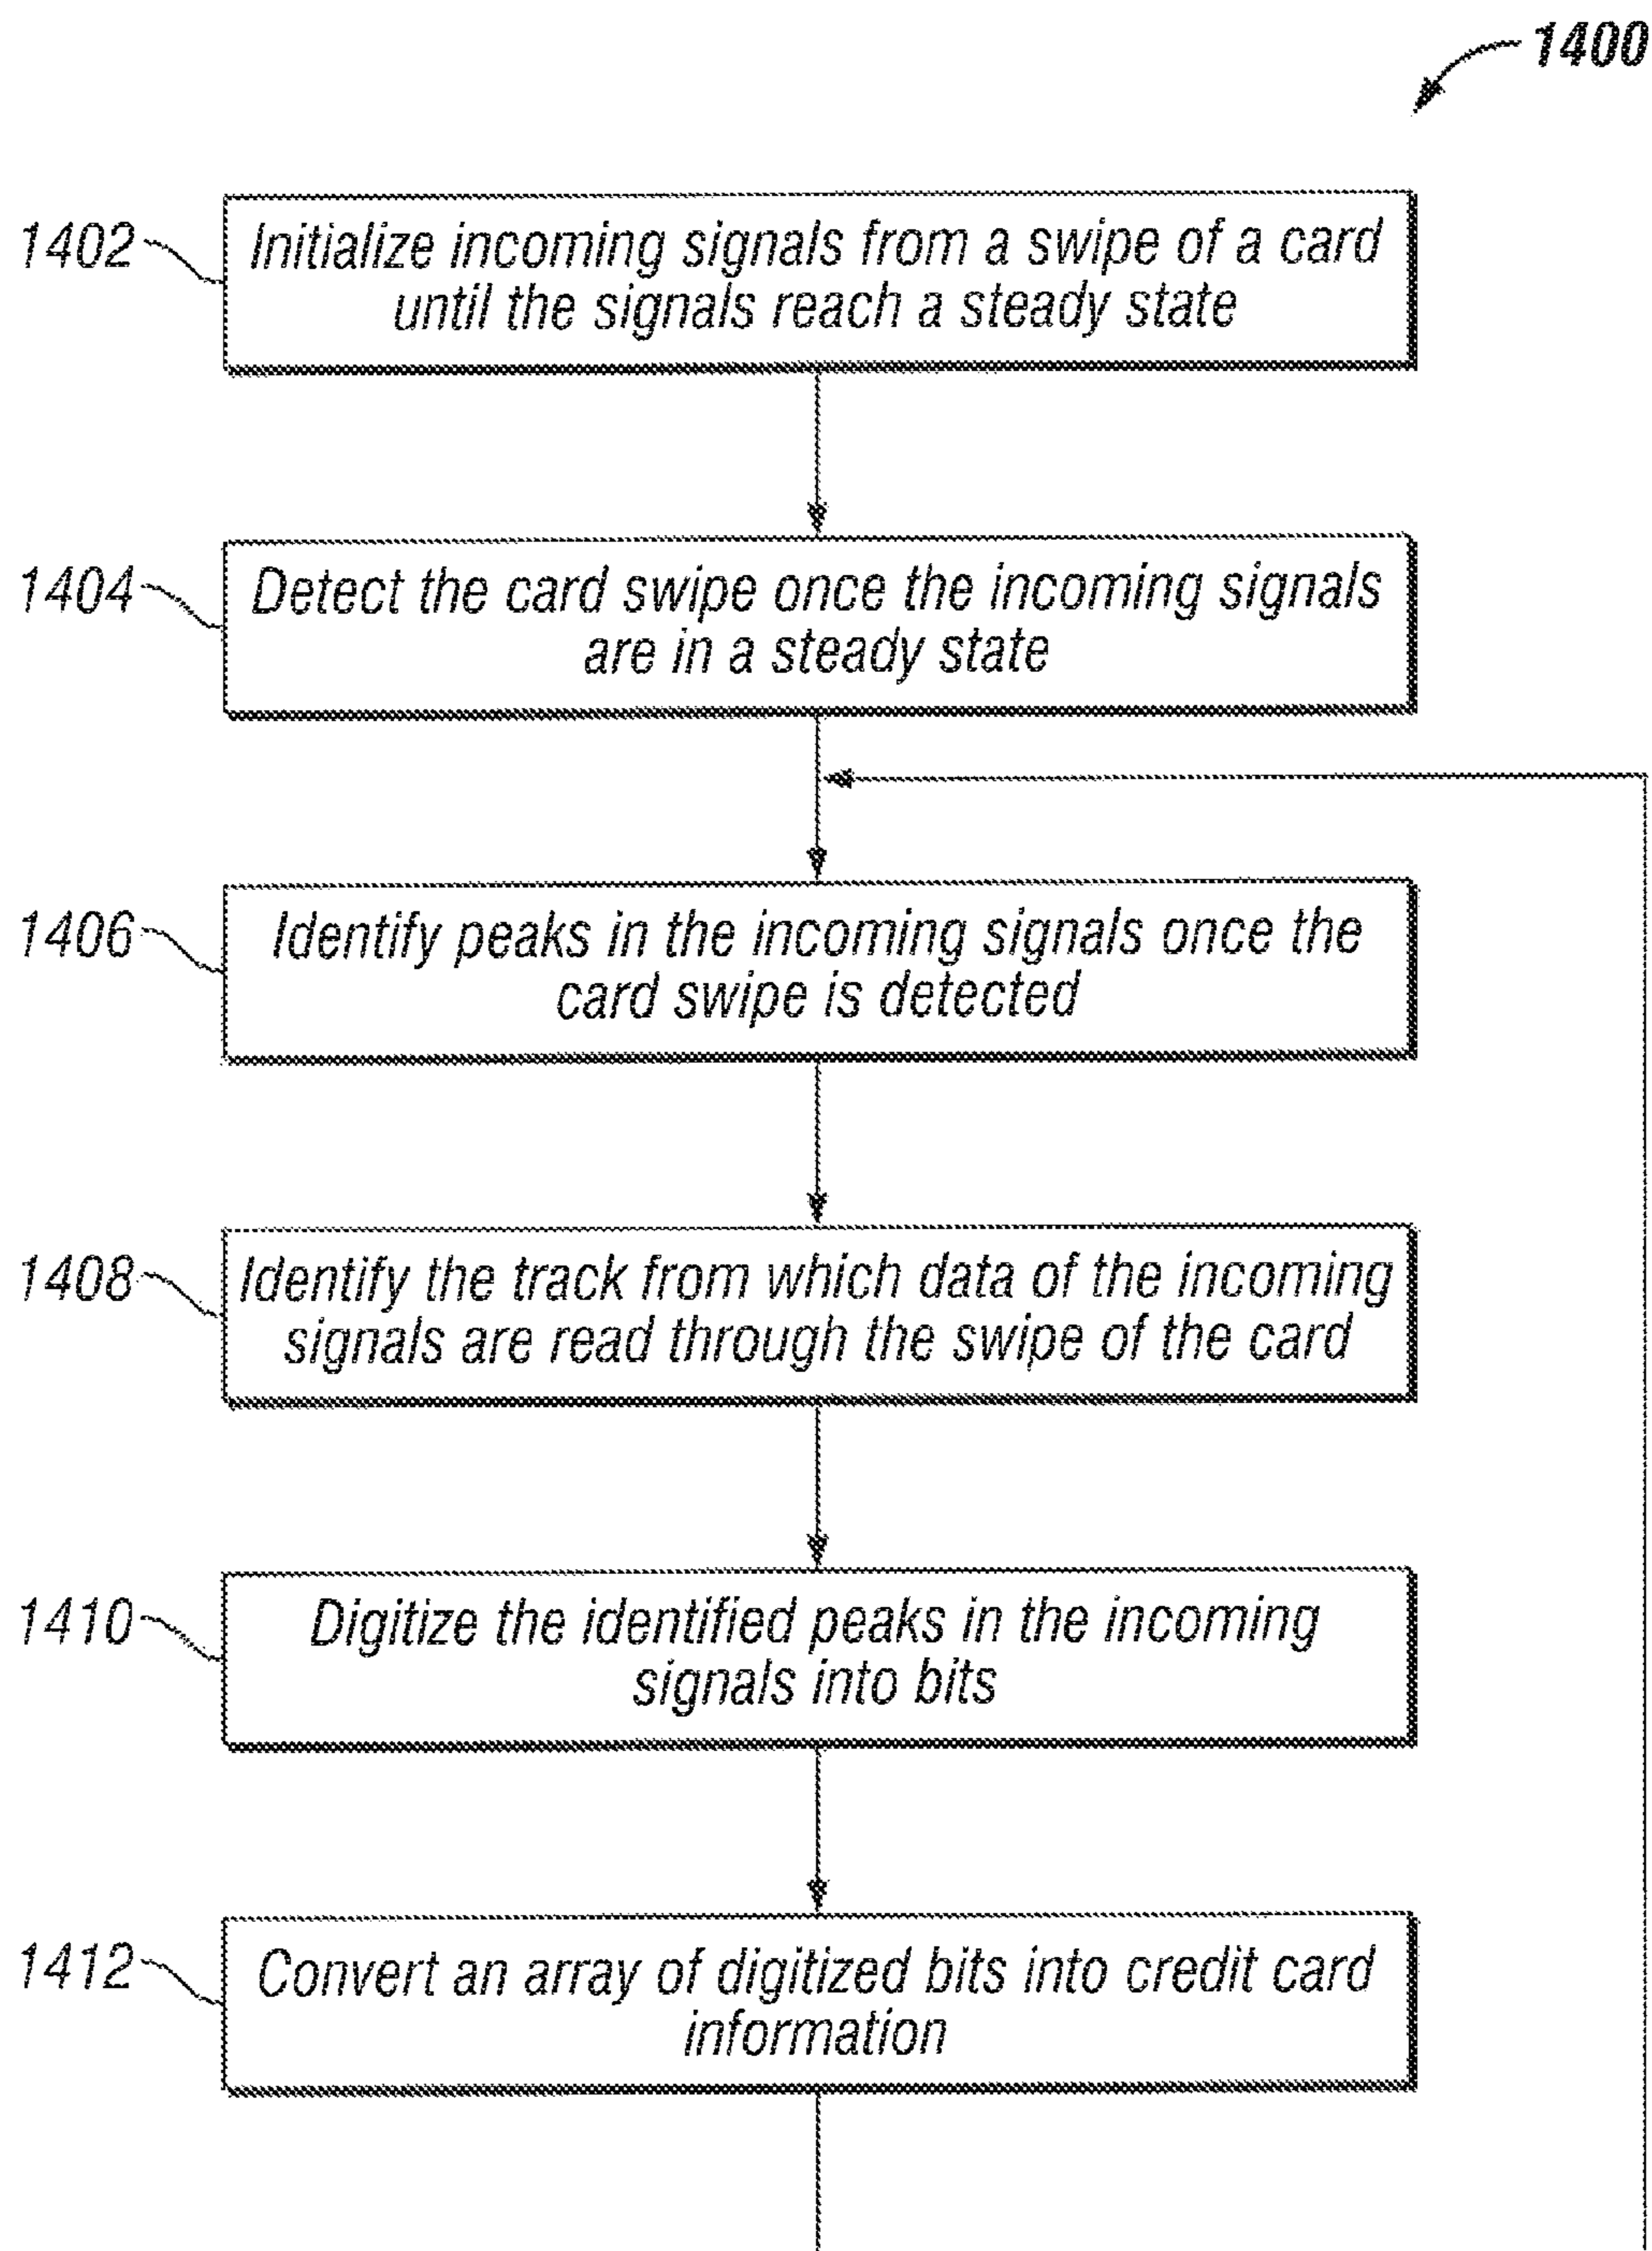 1400
1402
Initialize incoming signals from a swipe of a card
until the signals reach a steady state
1404
Detect the card swipe once the incoming signals
are in a steady state
1406
Identify peaks in the incoming signals once the
card swipe is detected
1408
Identify the track from which data of the incoming
signals are read through the swipe of the card
1410
Digitize the identified peaks in the incoming
signals into bits
1412
Convert an array of digitized bits into credit card
information